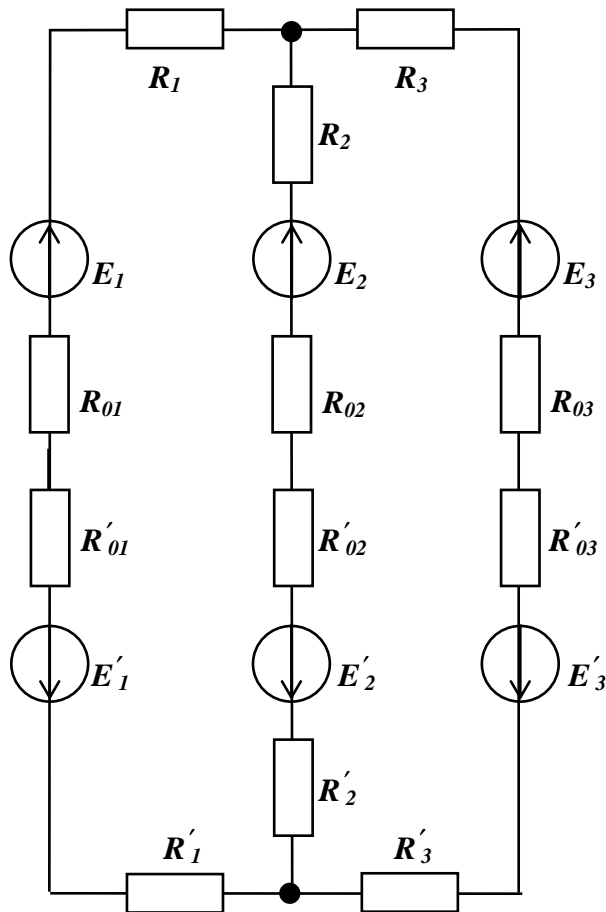 R1 R3
R2
E1 E2 E3
R01 R02 R03
R′01 R′02 R′03
E′1 E′2 E′3
R′2
R′1 R′3